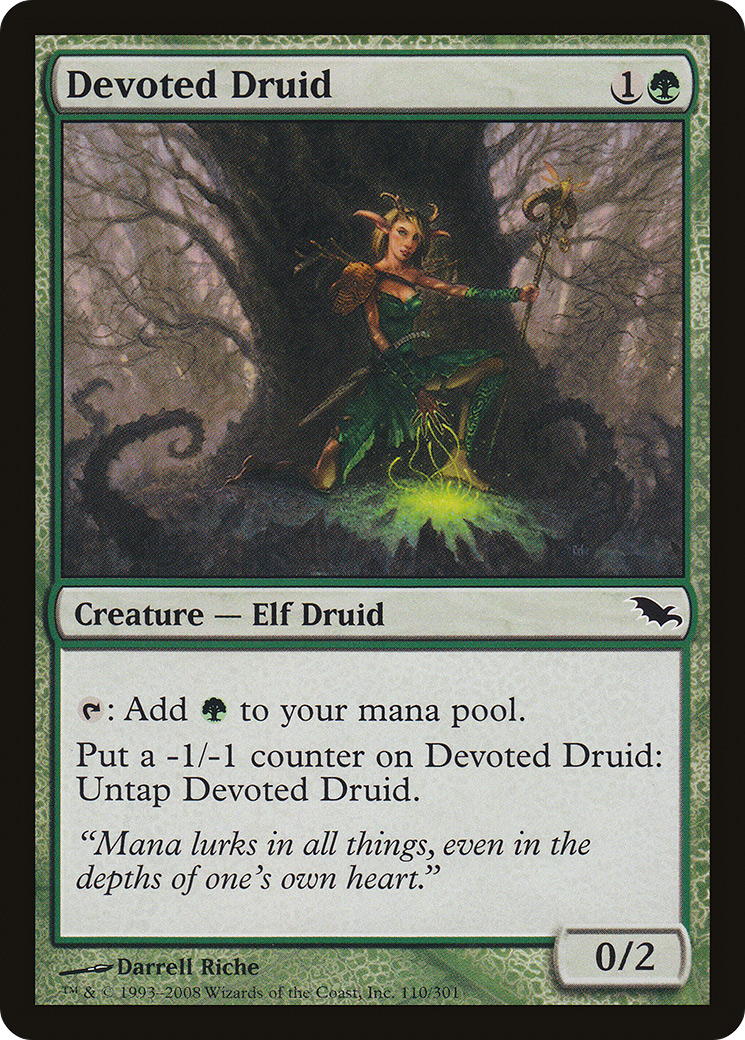 Devoted Druid 1
Creature — Elf Druid
: Add to your mana pool.
Put a -1/-1 counter on Devoted Druid:
Untap Devoted Druid.
“Mana lurks in all things, even in the
depths of one’s own heart.”
0/2
Darrell Riche
™ & © 1993–2008 Wizards of the Coast, Inc. 110/301